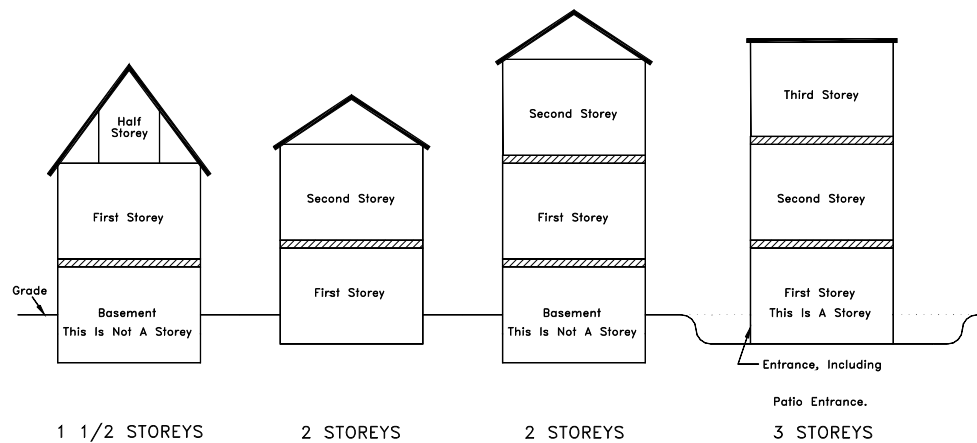 Half
Storey
First Storey
Grade
Basement
This Is Not A Storey
1 1/2 STOREYS
Second Storey
First Storey
2 STOREYS
Second Storey
First Storey
Basement
This Is Not A Storey
2 STOREYS
Third Storey
Second Storey
First Storey
This Is A Storey
Entrance, Including
Patio Entrance.
3 STOREYS